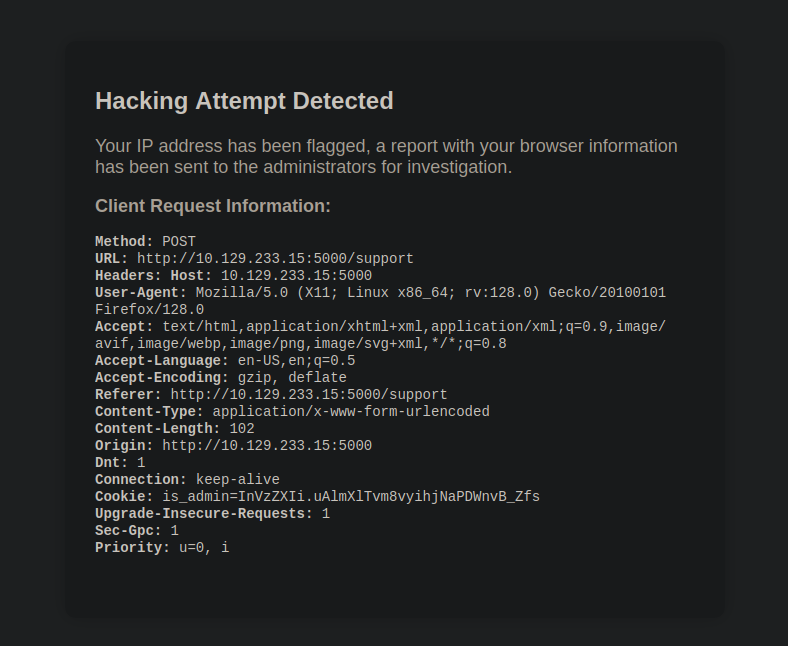 Hacking Attempt Detected
Your IP address has been flagged, a report with your browser information
has been sent to the administrators for investigation.
Client Request Information:
Method: POST
URL: http://10.129.233.15:5000/support
Headers: Host: 10.129.233.15:5000
User-Agent: Mozilla/5.0 (X11; Linux x86_64; rv:128.0) Gecko/20100101
Firefox/128.0
Accept: text/html,application/xhtml+xml,application/xml;q=0.9,image/
avif,image/webp,image/png,image/svg+xml,*/*;q=0.8
Accept-Language: en-US,en;q=0.5
Accept-Encoding: gzip, deflate
Referer: http://10.129.233.15:5000/support
Content-Type: application/x-www-form-urlencoded
Content-Length: 102
Origin: http://10.129.233.15:5000
Dnt: 1
Connection: keep-alive
Cookie: is_admin=InVzZXIi.uAlmXlTvm8vyihjNaPDWnvB_Zfs
Upgrade-Insecure-Requests: 1
Sec-Gpc: 1
Priority: u=0, i